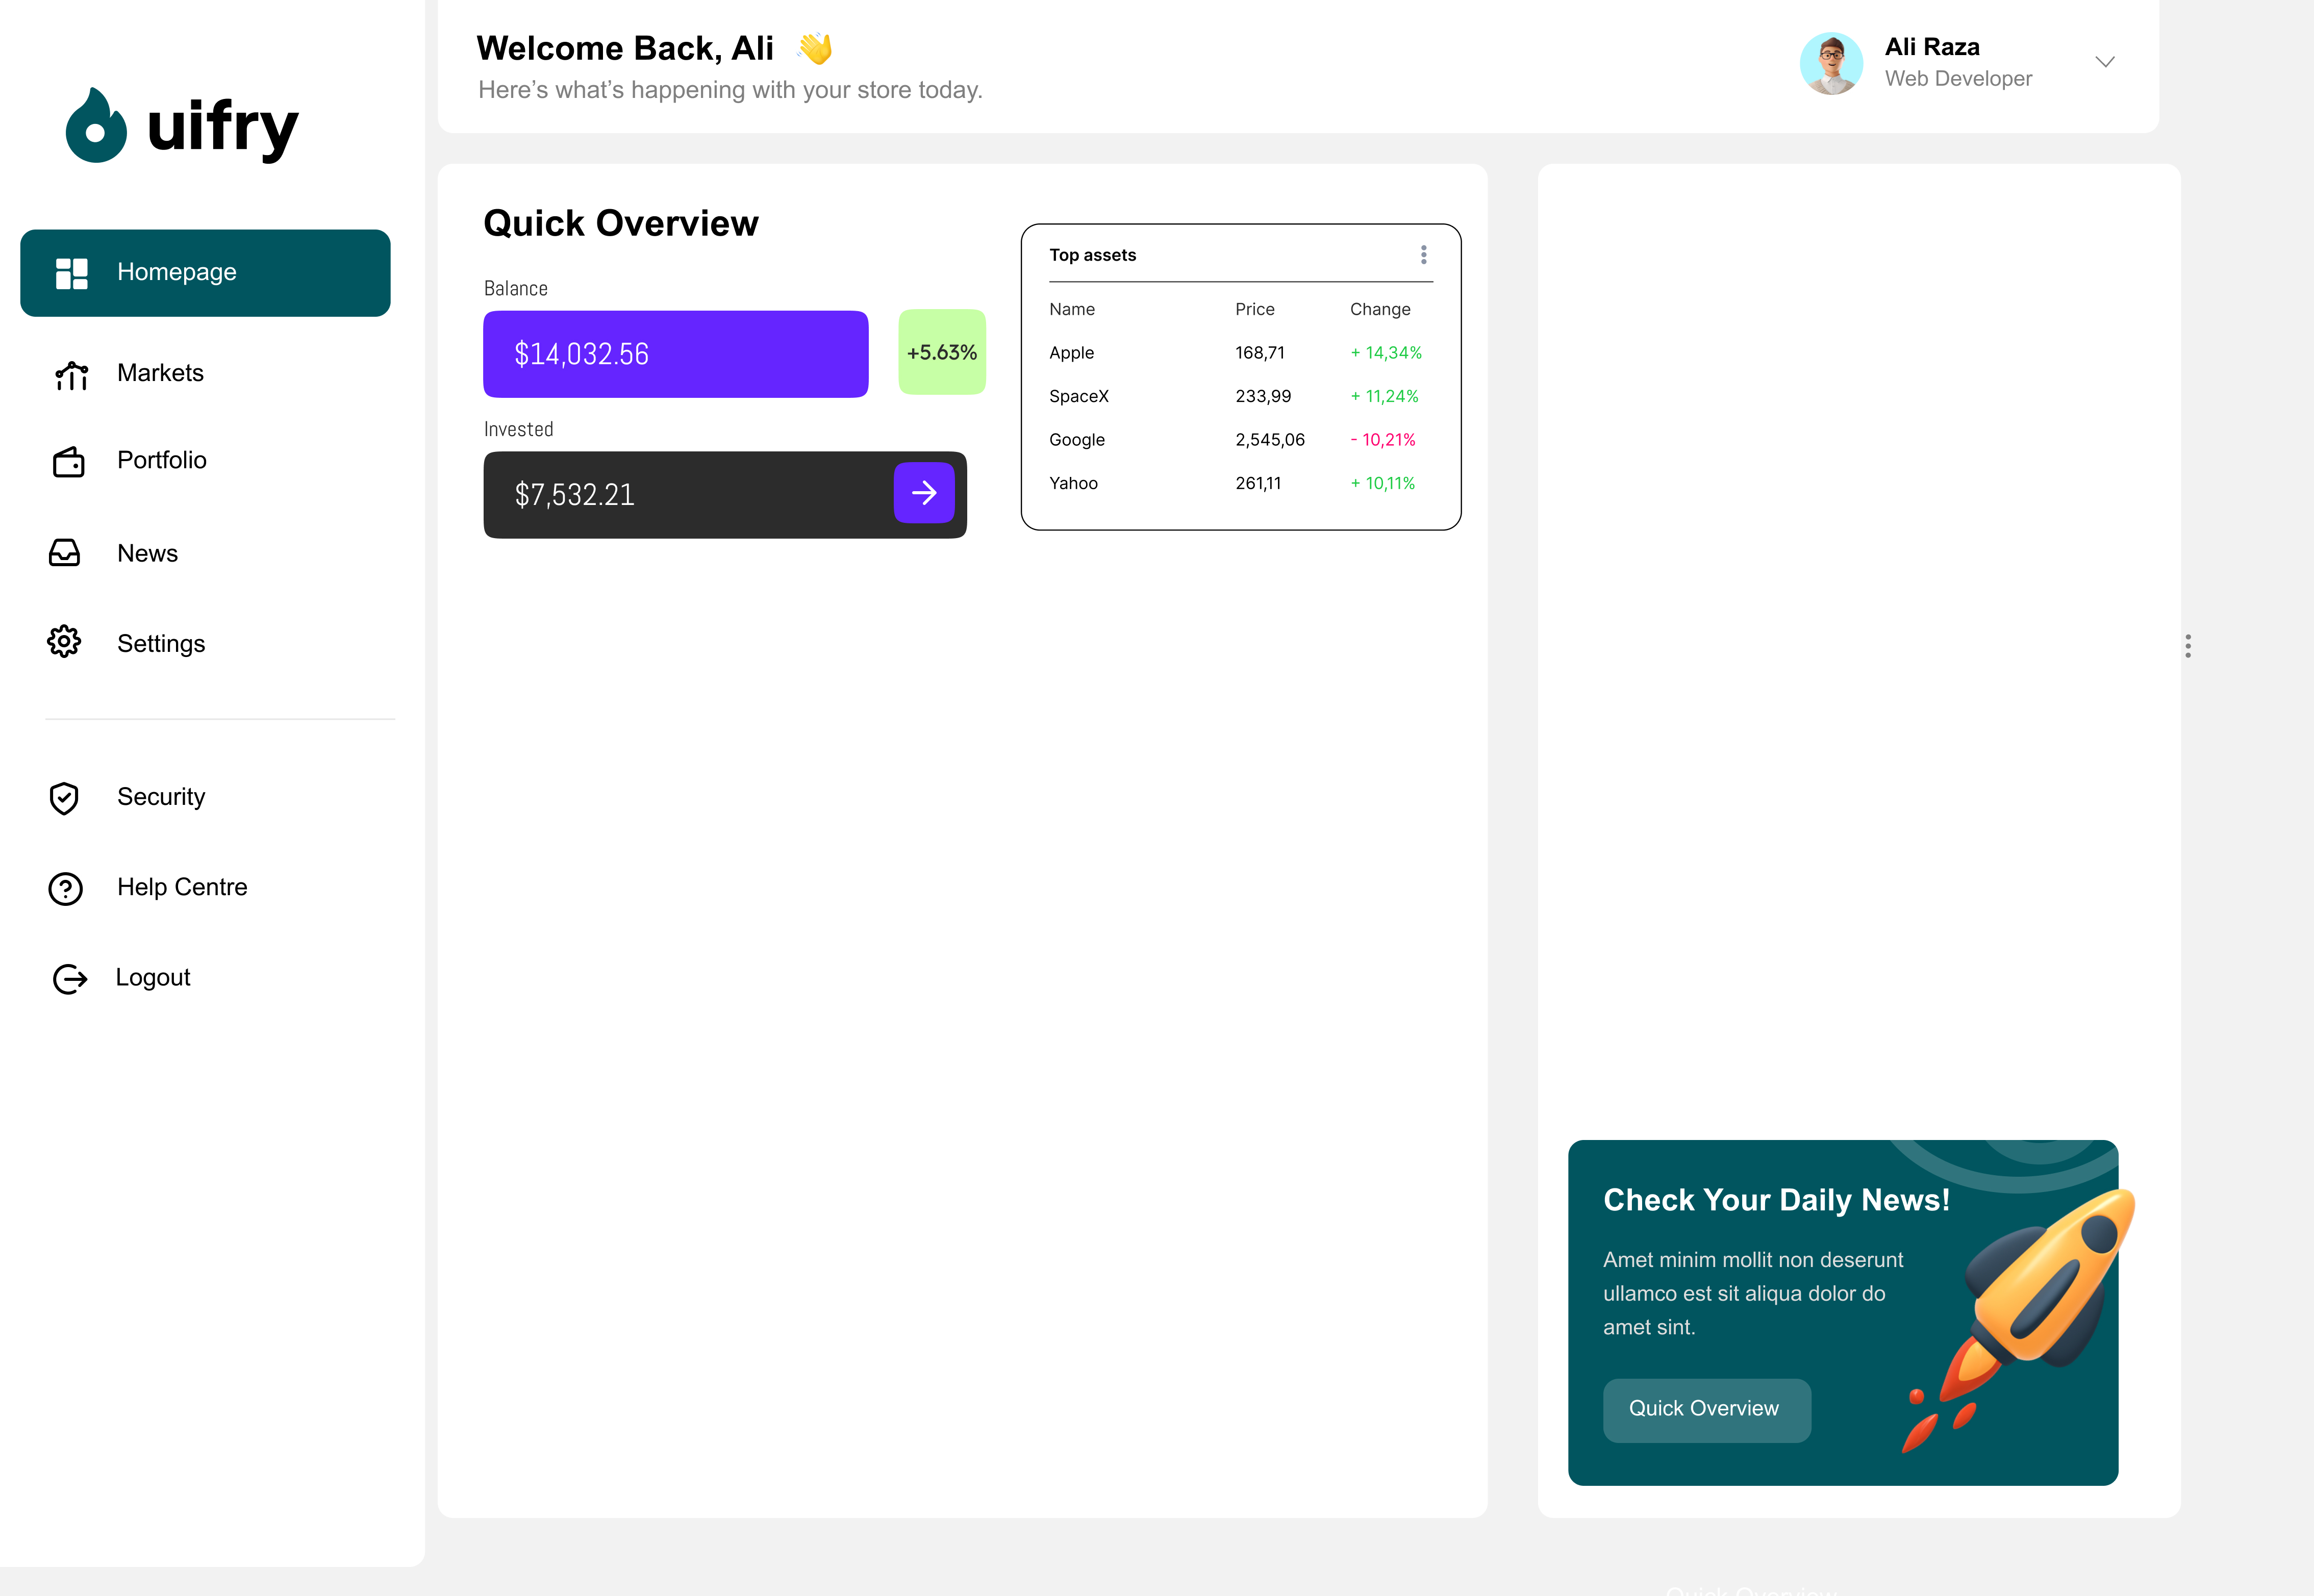 uifry
Homepage
Markets
Portfolio
News
Settings
Security
Help Centre
Logout
Welcome Back, Ali
Here’s what’s happening with your store today.
Ali Raza
Web Developer
Quick Overview
Balance
$14,032.56
+5.63%
Invested
$7,532.21
Top assets
Name Price Change
Apple 168,71 + 14,34%
SpaceX 233,99 + 11,24%
Google 2,545,06 - 10,21%
Yahoo 261,11 + 10,11%
Check Your Daily News!
Amet minim mollit non deserunt
ullamco est sit aliqua dolor do
amet sint.
Quick Overview
Quick Overview